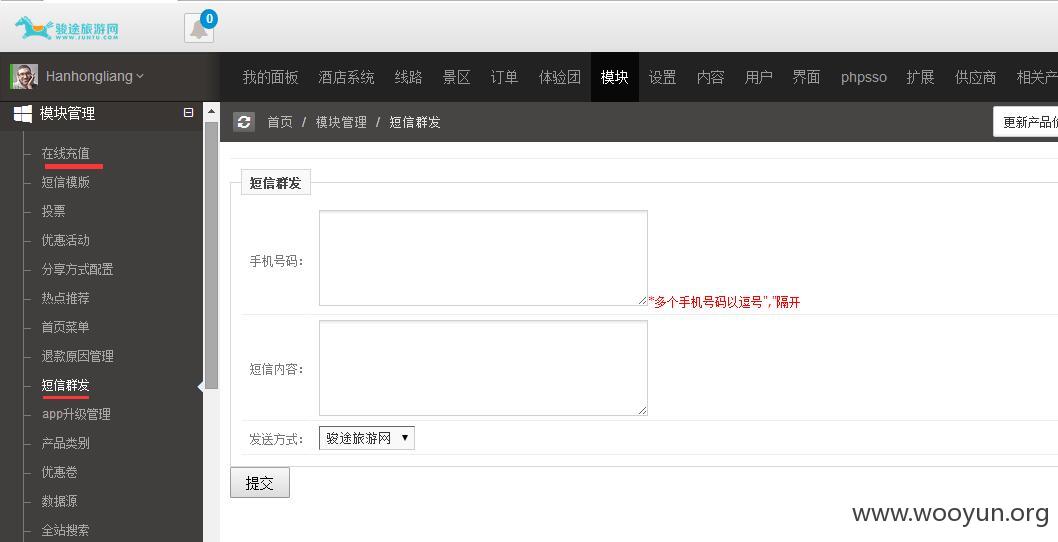 骏途旅游网
WWW.JUNTU.COM
0
Hanhongliang
我的面板 酒店系统 线路 景区 订单 体验团 模块 设置 内容 用户 界面 phpsso 扩展 供应商 相关产
模块管理
首页 / 模块管理 / 短信群发
更新产品价
在线充值
短信模版
投票
优惠活动
分享方式配置
热点推荐
首页菜单
退款原因管理
短信群发
app升级管理
产品类别
优惠卷
数据源
全站搜索
短信群发
手机号码：
*多个手机号码以逗号","隔开
短信内容：
发送方式：
骏途旅游网
提交
www.wooyun.org